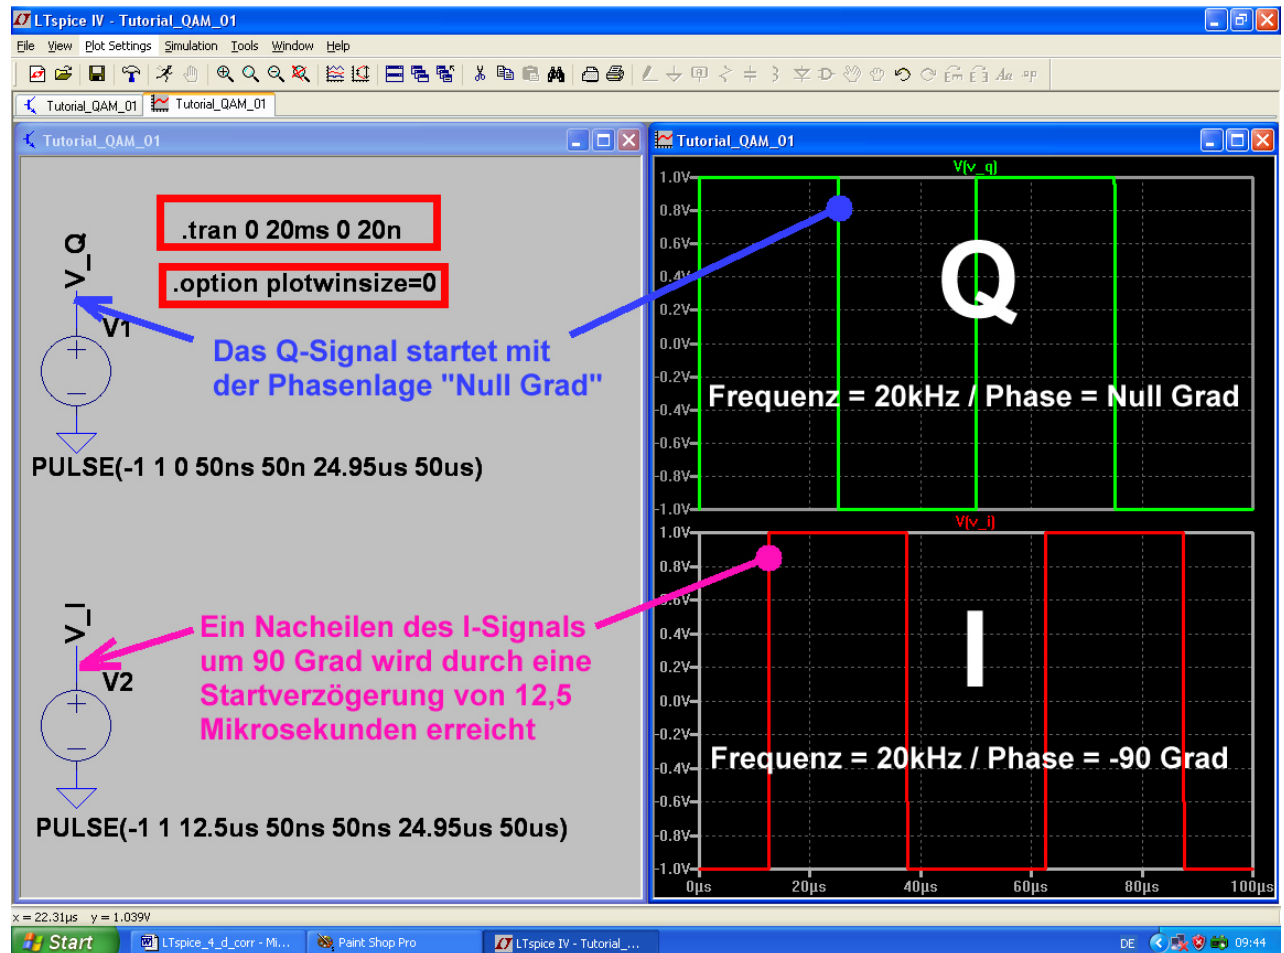 LTspice IV - Tutorial_QAM_01
File View Plot Settings Simulation Tools Window Help
Tutorial_QAM_01 Tutorial_QAM_01
Tutorial_QAM_01
.tran 0 20ms 0 20n
.option plotwinsize=0
V_Q
V1
Das Q-Signal startet mit
der Phasenlage "Null Grad"
PULSE(-1 1 0 50ns 50n 24.95us 50us)
V_I
V2
Ein Nacheilen des I-Signals
um 90 Grad wird durch eine
Startverzögerung von 12,5
Mikrosekunden erreicht
PULSE(-1 1 12.5us 50ns 50ns 24.95us 50us)
Tutorial_QAM_01
V(v_q)
1.0V
0.8V
0.6V
0.4V
0.2V
0.0V
-0.2V
-0.4V
-0.6V
-0.8V
-1.0V
Q
Frequenz = 20kHz / Phase = Null Grad
V(v_i)
1.0V
0.8V
0.6V
0.4V
0.2V
0.0V
-0.2V
-0.4V
-0.6V
-0.8V
-1.0V
I
Frequenz = 20kHz / Phase = -90 Grad
0µs 20µs 40µs 60µs 80µs 100µs
x = 22.31µs y = 1.039V
Start LTspice_4_d_corr - Mi... Paint Shop Pro LTspice IV - Tutorial_... DE 09:44